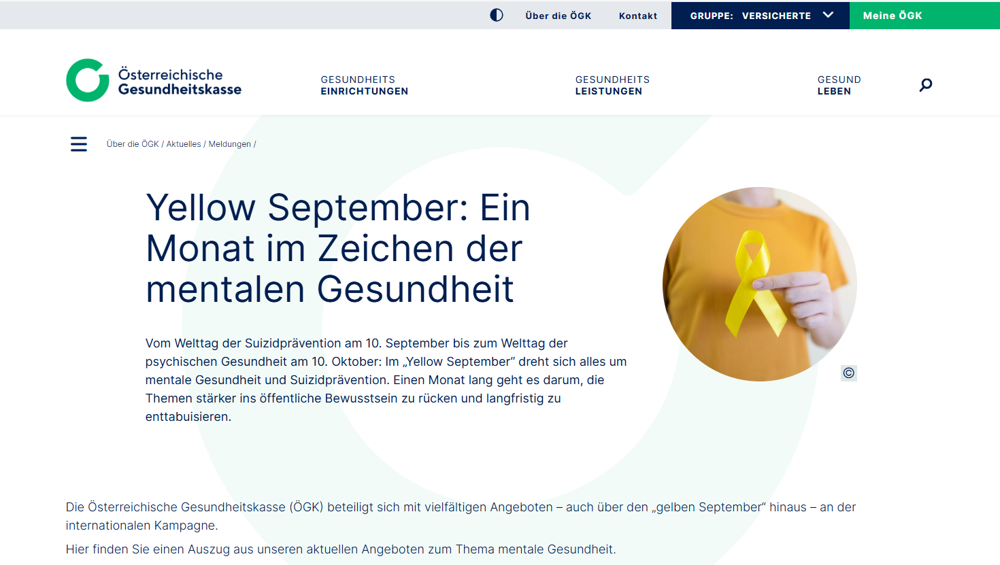 Über die ÖGK
Kontakt
GRUPPE: VERSICHERTE
Meine ÖGK
Österreichische
Gesundheitskasse
GESUNDHEITS
EINRICHTUNGEN
GESUNDHEITS
LEISTUNGEN
GESUND
LEBEN
Über die ÖGK / Aktuelles / Meldungen /
Yellow September: Ein
Monat im Zeichen der
mentalen Gesundheit
Vom Welttag der Suizidprävention am 10. September bis zum Welttag der
psychischen Gesundheit am 10. Oktober: Im „Yellow September“ dreht sich alles um
mentale Gesundheit und Suizidprävention. Einen Monat lang geht es darum, die
Themen stärker ins öffentliche Bewusstsein zu rücken und langfristig zu
enttabuisieren.
©
Die Österreichische Gesundheitskasse (ÖGK) beteiligt sich mit vielfältigen Angeboten – auch über den „gelben September“ hinaus – an der
internationalen Kampagne.
Hier finden Sie einen Auszug aus unseren aktuellen Angeboten zum Thema mentale Gesundheit.